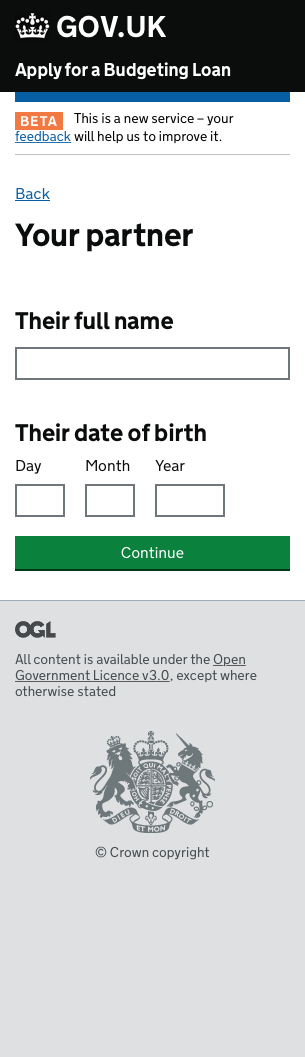 GOV.UK
Apply for a Budgeting Loan
BETA This is a new service – your
feedback will help us to improve it.
Back
Your partner
Their full name
Their date of birth
Day Month Year
Continue
OGL
All content is available under the Open
Government Licence v3.0, except where
otherwise stated
DIEU ET MON
© Crown copyright